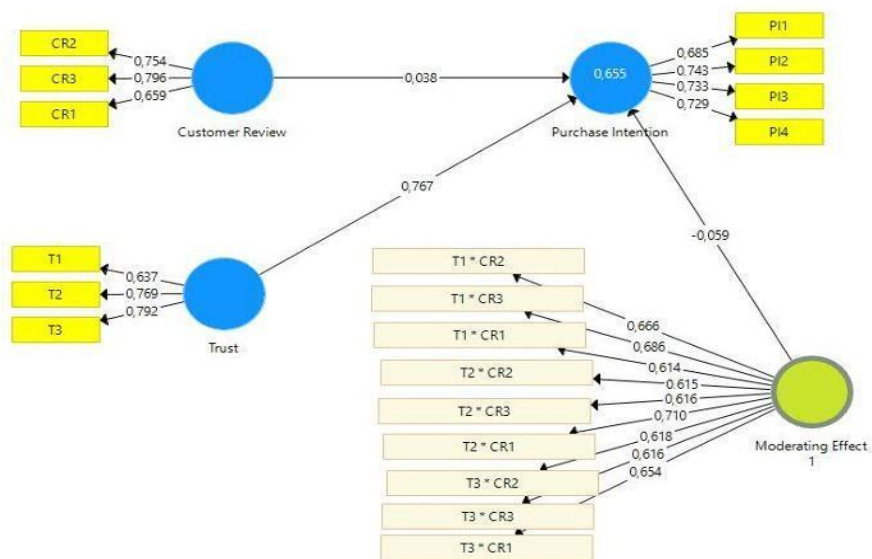 CR2
CR3
CR1
0,754
0,796
0,659
Customer Review
0,038
0,655
Purchase Intention
0,685
0,743
0,733
0,729
PI1
PI2
PI3
PI4
0,767
-0,059
T1
T2
T3
0,637
0,769
0,792
Trust
T1 * CR2
T1 * CR3
T1 * CR1
T2 * CR2
T2 * CR3
T2 * CR1
T3 * CR2
T3 * CR3
T3 * CR1
0,666
0,686
0,614
0,615
0,616
0,710
0,618
0,616
0,654
Moderating Effect
1